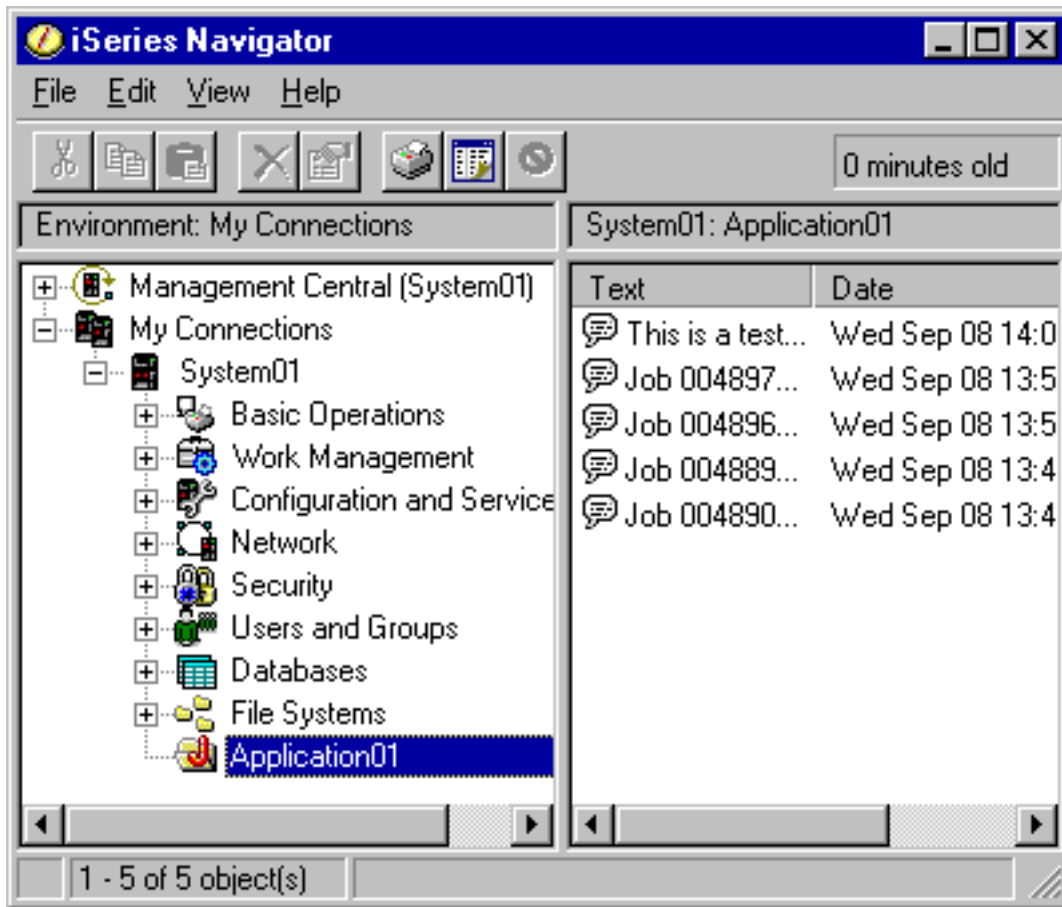 iSeries Navigator
File Edit View Help
0 minutes old
Environment: My Connections
System01: Application01
Management Central (System01)
My Connections
System01
Basic Operations
Work Management
Configuration and Service
Network
Security
Users and Groups
Databases
File Systems
Application01
Text Date
This is a test... Wed Sep 08 14:0
Job 004897... Wed Sep 08 13:5
Job 004896... Wed Sep 08 13:5
Job 004889... Wed Sep 08 13:4
Job 004890... Wed Sep 08 13:4
1 - 5 of 5 object(s)